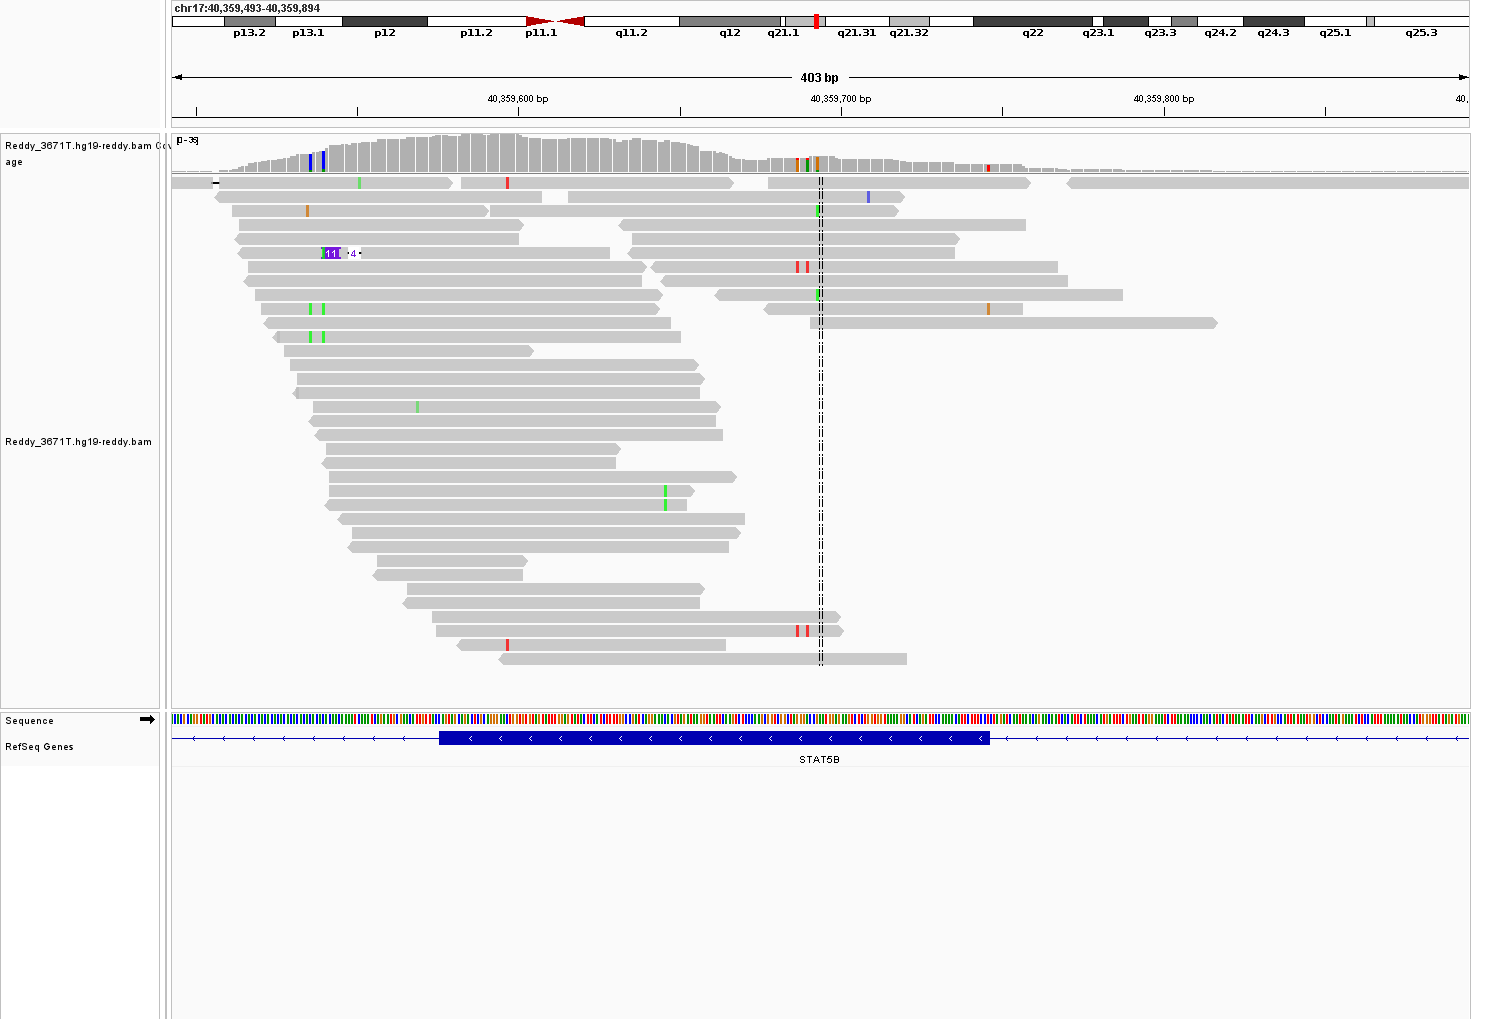 chr17:40,359,493-40,359,894
p13.2 p13.1 p12 p11.2 p11.1 q11.2 q12 q21.1 q21.31 q21.32 q22 q23.1 q23.3 q24.2 q24.3 q25.1 q25.3
403 bp
40,359,600 bp 40,359,700 bp 40,359,800 bp 40,
Reddy_3671T.hg19-reddy.bam Cov
age
11 4
Reddy_3671T.hg19-reddy.bam
Sequence
RefSeq Genes
STAT5B